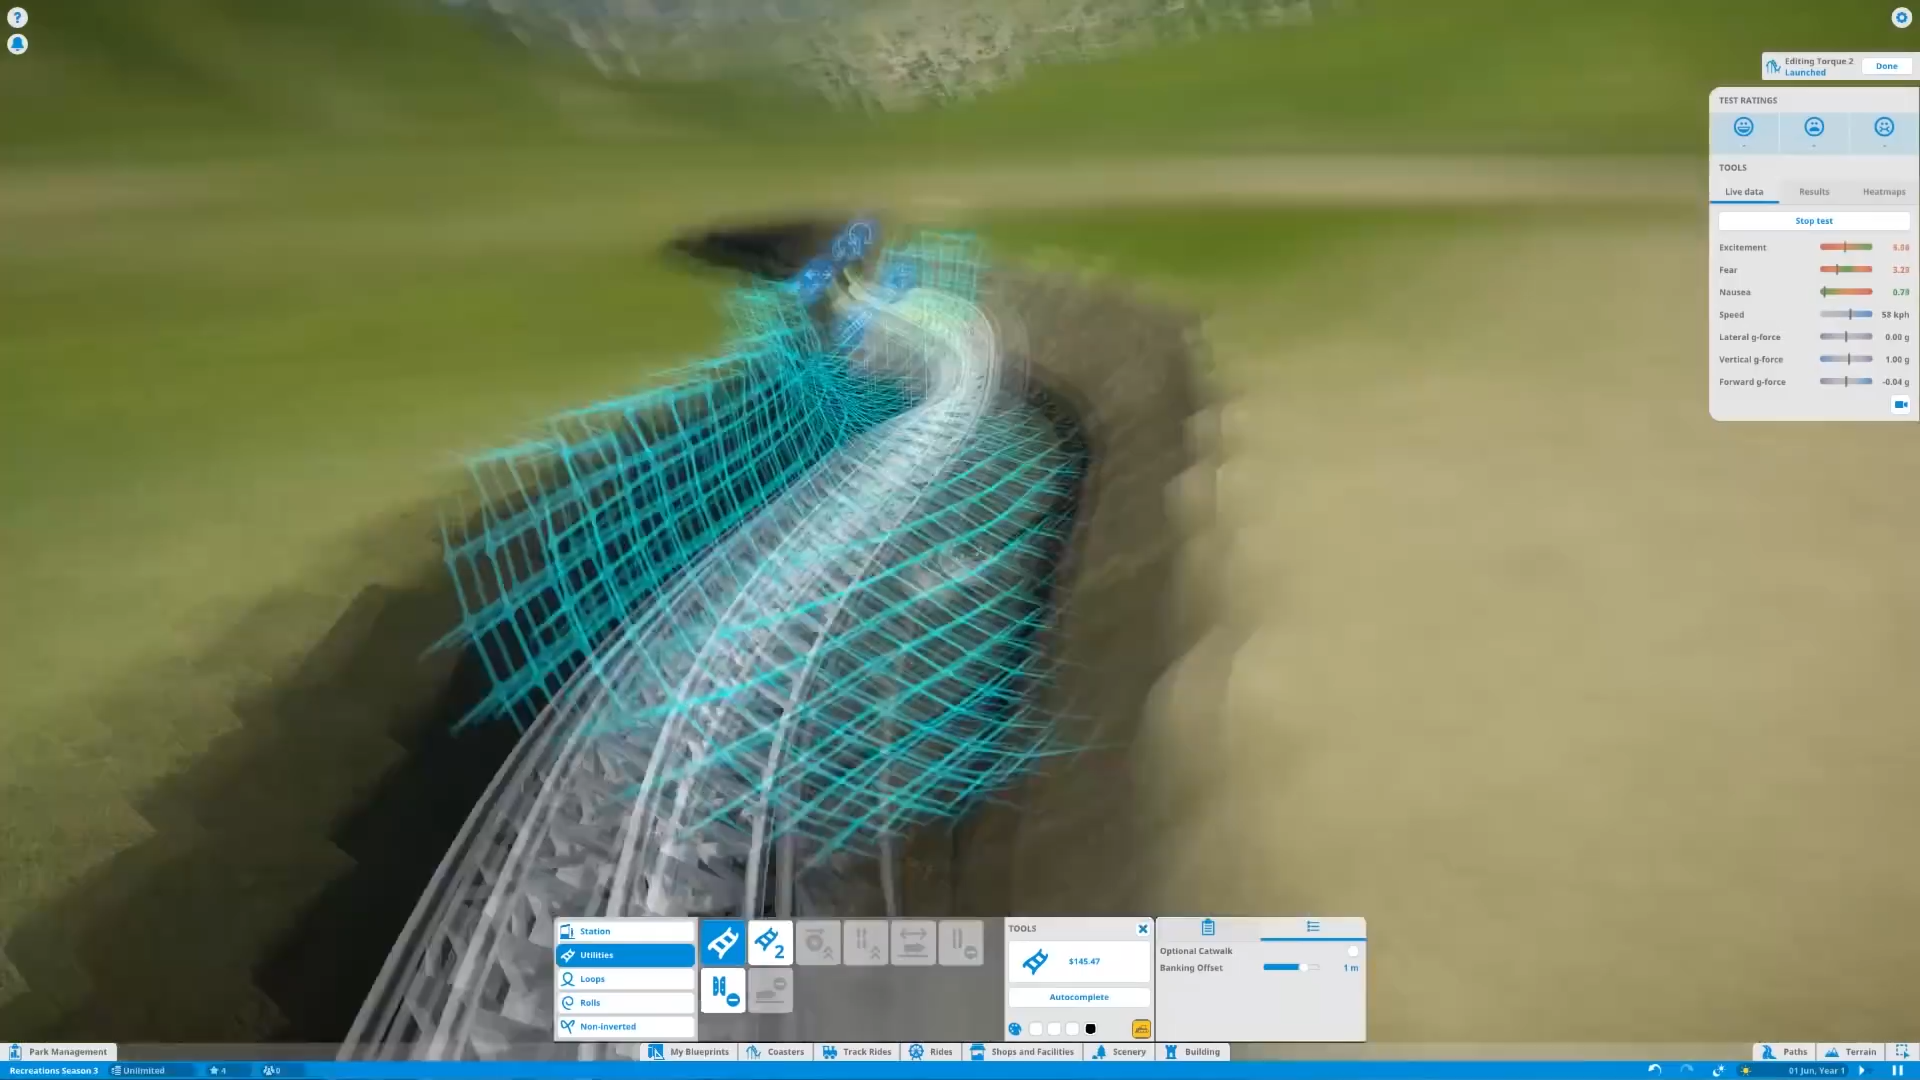 ?
Editing Torque 2
Launched
Done
TEST RATINGS
- - -
TOOLS
Live data Results Heatmaps
Stop test
Excitement
Fear 3.23
Nausea
Speed 58 kph
Lateral g-force 0.00 g
Vertical g-force 1.00 g
Forward g-force -0.04 g
Station
Utilities
Loops
Rolls
Non-inverted
2
TOOLS
$145.47
Autocomplete
Optional Catwalk
Banking Offset 1 m
Park Management
My Blueprints Coasters Track Rides Rides Shops and Facilities Scenery Building
Paths Terrain
Recreations Season 3 Unlimited 4 0
01 Jun, Year 1